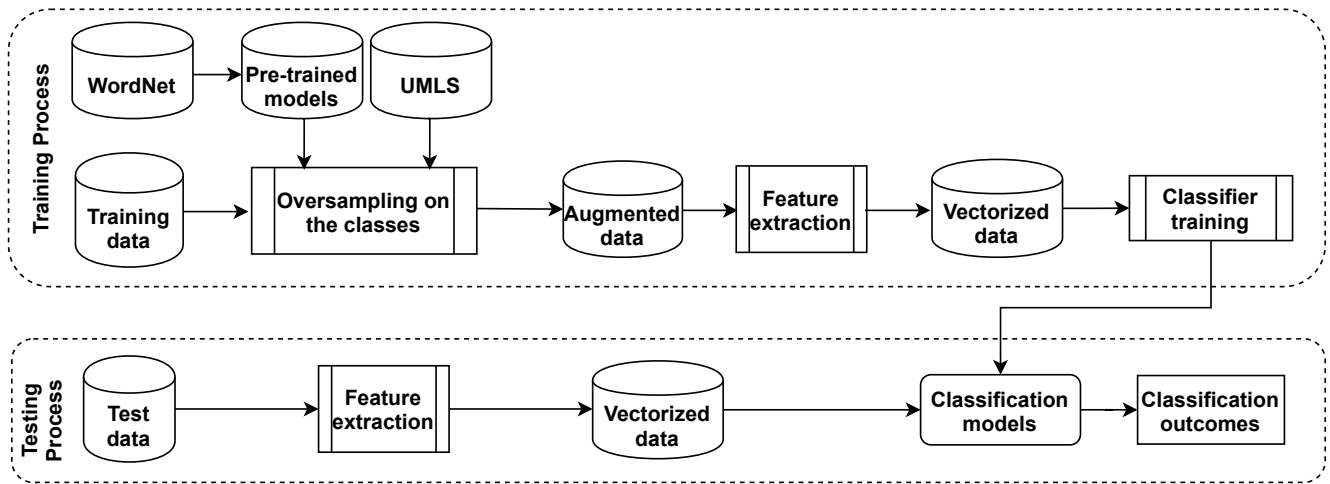 Training Process
WordNet
Pre-trained
models
UMLS
Training
data
Oversampling on
the classes
Augmented
data
Feature
extraction
Vectorized
data
Classifier
training
Testing
Process
Test
data
Feature
extraction
Vectorized
data
Classification
models
Classification
outcomes